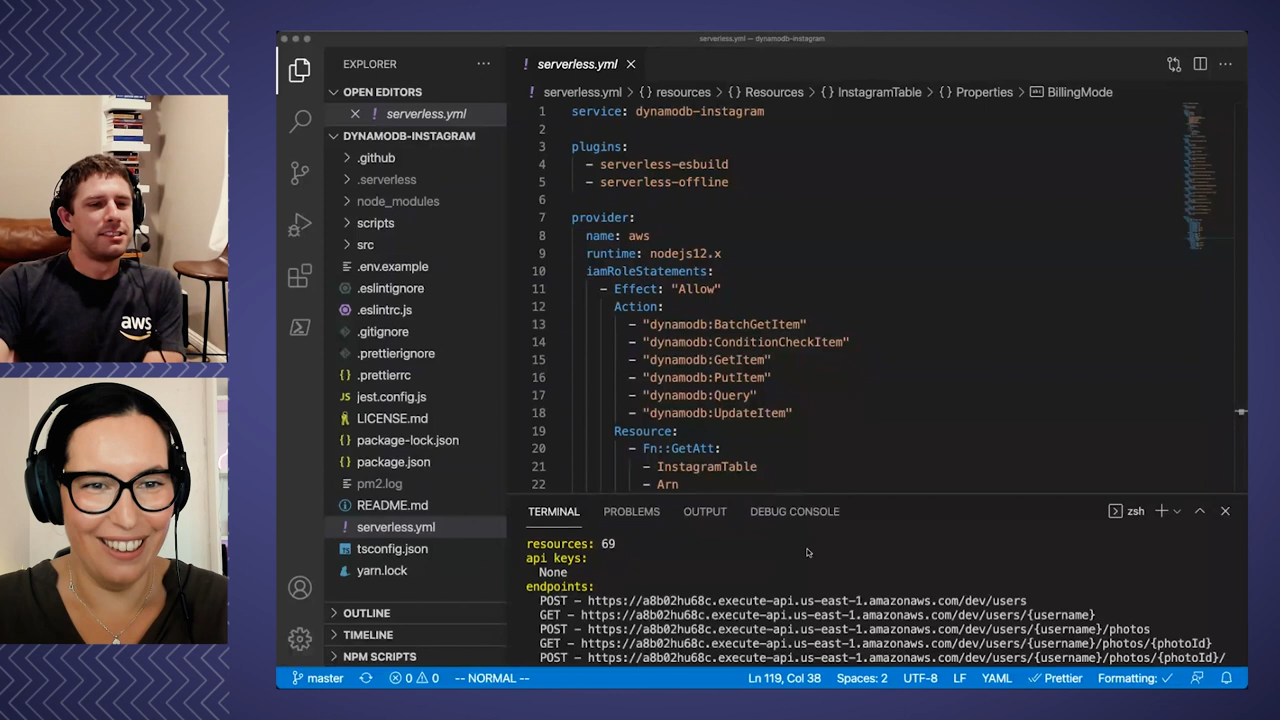 serverless.yml — dynamodb-instagram
EXPLORER
OPEN EDITORS
serverless.yml
DYNAMODB-INSTAGRAM
.github
.serverless
node_modules
scripts
src
.env.example
.eslintignore
.eslintrc.js
.gitignore
.prettierignore
.prettierrc
jest.config.js
LICENSE.md
package-lock.json
package.json
pm2.log
README.md
serverless.yml
tsconfig.json
yarn.lock
OUTLINE
TIMELINE
NPM SCRIPTS
serverless.yml
serverless.yml > {} resources > {} Resources > {} InstagramTable > {} Properties > BillingMode
1 service: dynamodb-instagram
2
3 plugins:
4 - serverless-esbuild
5 - serverless-offline
6
7 provider:
8 name: aws
9 runtime: nodejs12.x
10 iamRoleStatements:
11 - Effect: "Allow"
12 Action:
13 - "dynamodb:BatchGetItem"
14 - "dynamodb:ConditionCheckItem"
15 - "dynamodb:GetItem"
16 - "dynamodb:PutItem"
17 - "dynamodb:Query"
18 - "dynamodb:UpdateItem"
19 Resource:
20 - Fn::GetAtt:
21 - InstagramTable
22 - Arn
TERMINAL PROBLEMS OUTPUT DEBUG CONSOLE zsh
resources: 69
api keys:
None
endpoints:
POST - https://a8b02hu68c.execute-api.us-east-1.amazonaws.com/dev/users
GET - https://a8b02hu68c.execute-api.us-east-1.amazonaws.com/dev/users/{username}
POST - https://a8b02hu68c.execute-api.us-east-1.amazonaws.com/dev/users/{username}/photos
GET - https://a8b02hu68c.execute-api.us-east-1.amazonaws.com/dev/users/{username}/photos/{photoId}
POST - https://a8b02hu68c.execute-api.us-east-1.amazonaws.com/dev/users/{username}/photos/{photoId}/
master 0 0 -- NORMAL -- Ln 119, Col 38 Spaces: 2 UTF-8 LF YAML Prettier Formatting: ✓
aws